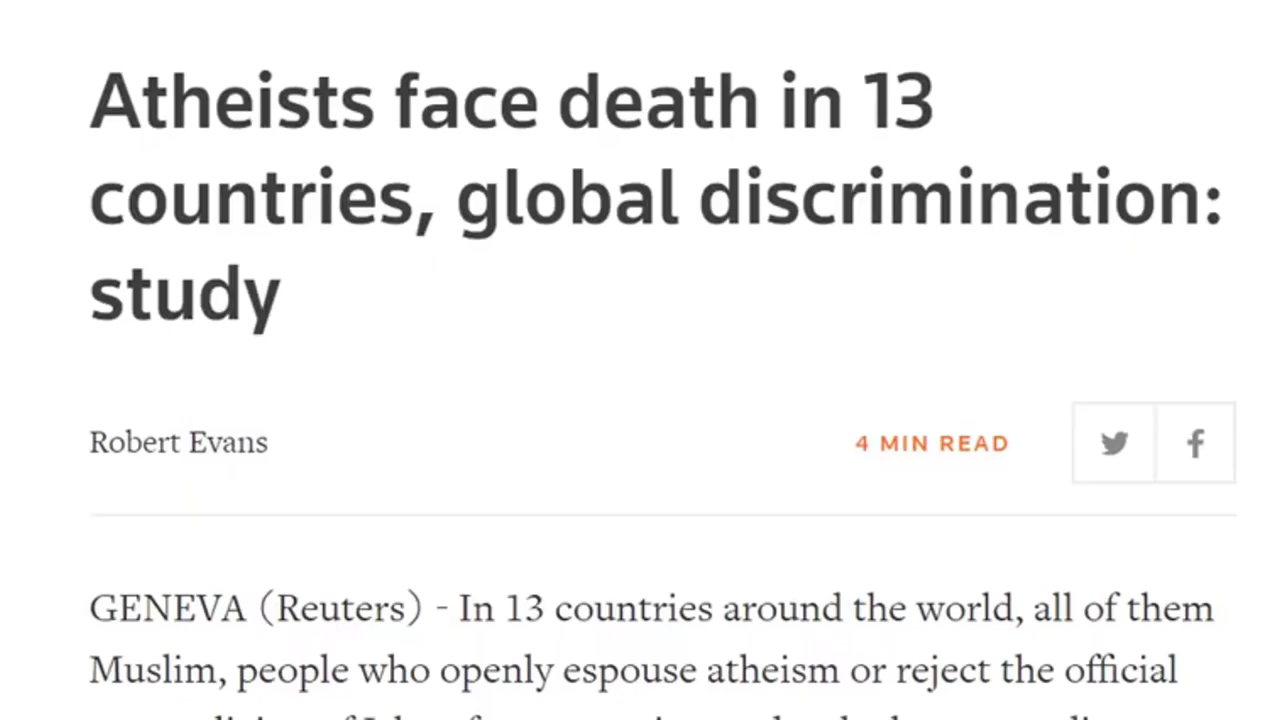 Atheists face death in 13
countries, global discrimination:
study
Robert Evans
4 MIN READ
GENEVA (Reuters) - In 13 countries around the world, all of them
Muslim, people who openly espouse atheism or reject the official